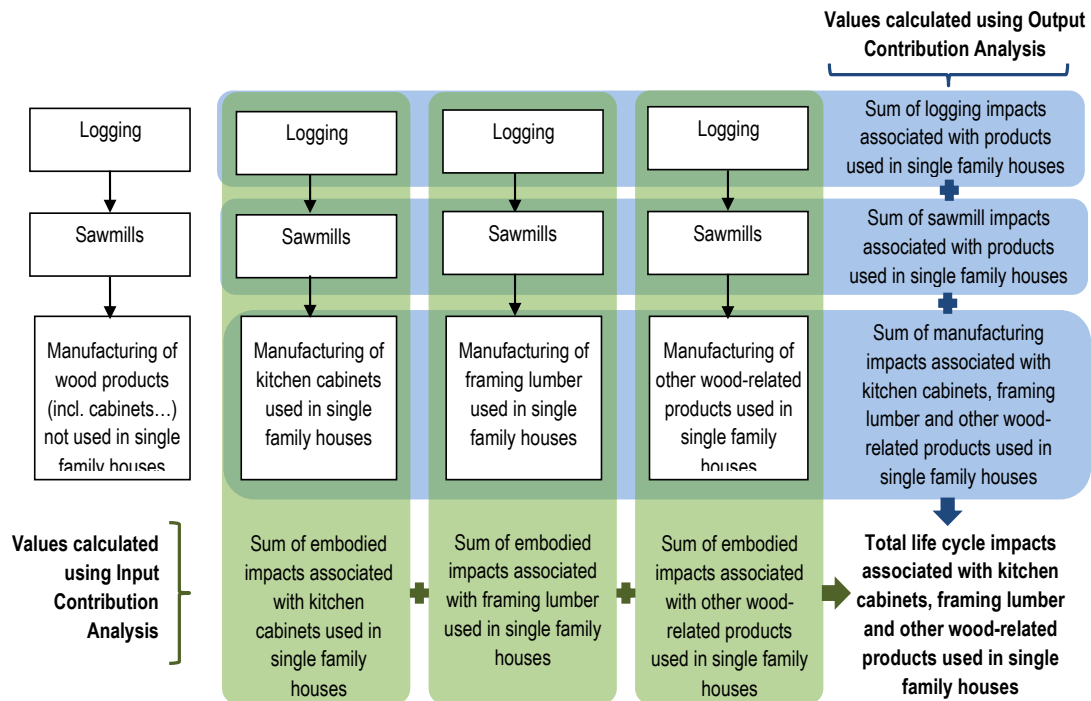 Values calculated using Output
Contribution Analysis
Logging
Logging
Logging
Logging
Sum of logging impacts
associated with products
used in single family houses
Sawmills
Sawmills
Sawmills
Sawmills
Sum of sawmill impacts
associated with products
used in single family houses
Manufacturing of
wood products
(incl. cabinets…)
not used in single
family houses
Manufacturing of
kitchen cabinets
used in single
family houses
Manufacturing of
framing lumber
used in single
family houses
Manufacturing of
other wood-related
products used in
single family
houses
Sum of manufacturing
impacts associated with
kitchen cabinets, framing
lumber and other wood-
related products used in
single family houses
Values calculated
using Input
Contribution
Analysis
Sum of embodied
impacts associated
with kitchen
cabinets used in
single family
houses
Sum of embodied
impacts associated
with framing lumber
used in single family
houses
Sum of embodied
impacts associated
with other wood-
related products
used in single family
houses
Total life cycle impacts
associated with kitchen
cabinets, framing lumber
and other wood-related
products used in single
family houses